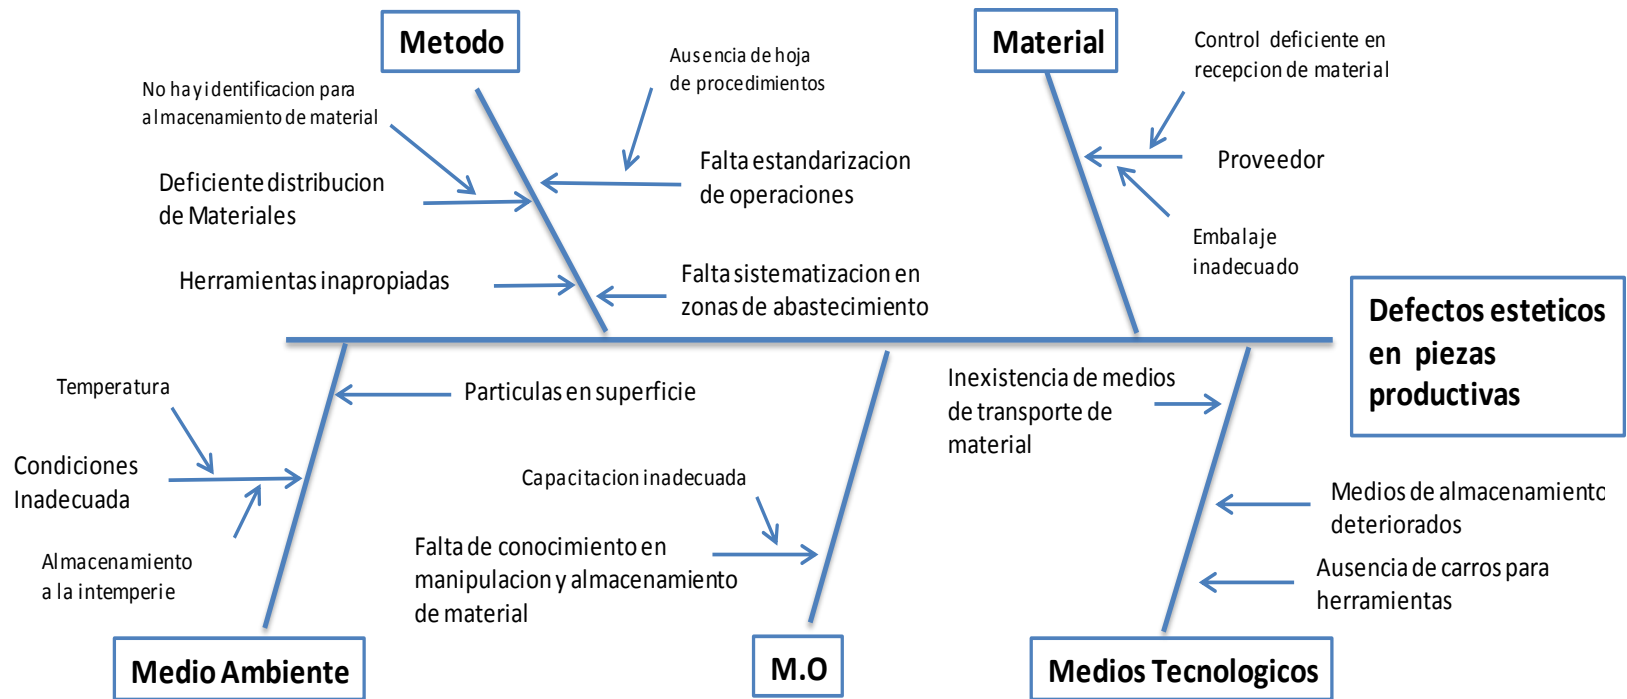 Metodo
Material
Ausencia de hoja
de procedimientos
Control deficiente en
recepcion de material
No hay identificacion para
almacenamiento de material
Falta estandarizacion
de operaciones
Proveedor
Deficiente distribucion
de Materiales
Embalaje
inadecuado
Herramientas inapropiadas
Falta sistematizacion en
zonas de abastecimiento
Defectos esteticos
en piezas
productivas
Temperatura
Particulas en superficie
Inexistencia de medios
de transporte de
material
Condiciones
Inadecuada
Capacitacion inadecuada
Medios de almacenamiento
deteriorados
Almacenamiento
a la intemperie
Falta de conocimiento en
manipulacion y almacenamiento
de material
Ausencia de carros para
herramientas
Medio Ambiente
M.O
Medios Tecnologicos